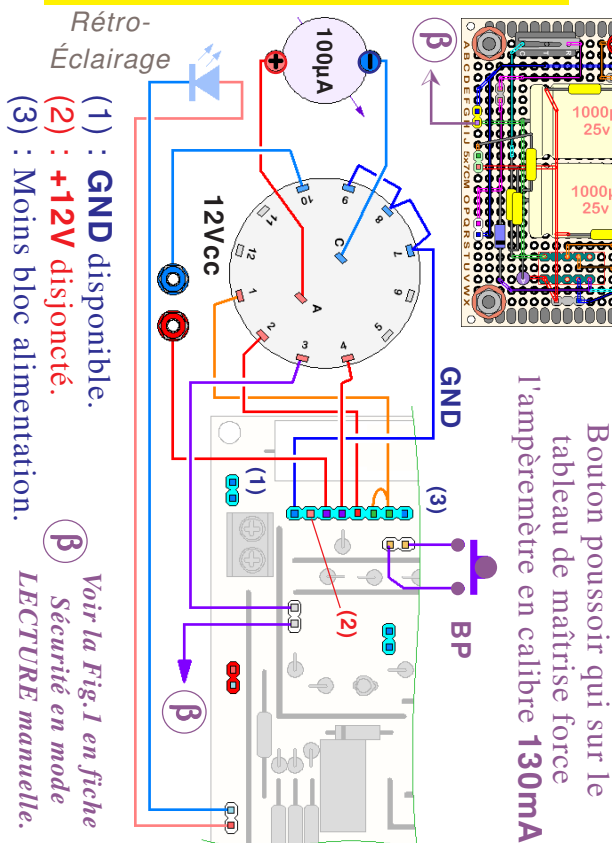 Rétro-
Éclairage
100µA
+
−
β
A B C D E F G H I J 5x7CM O P Q R S T U V W X
C
T
R
1000µ
25v
1000µ
25v
12Vcc
10
9
8
7
6
5
4
3
2
1
12
11
C
A
GND
(1)
(2)
(3)
BP
β
Bouton poussoir qui sur le
tableau de maîtrise force
l'ampèremètre en calibre 130mA
(1) : GND disponible.
(2) : +12V disjoncté.
(3) : Moins bloc alimentation.
β
Voir la Fig.1 en fiche
Sécurité en mode
LECTURE manuelle.